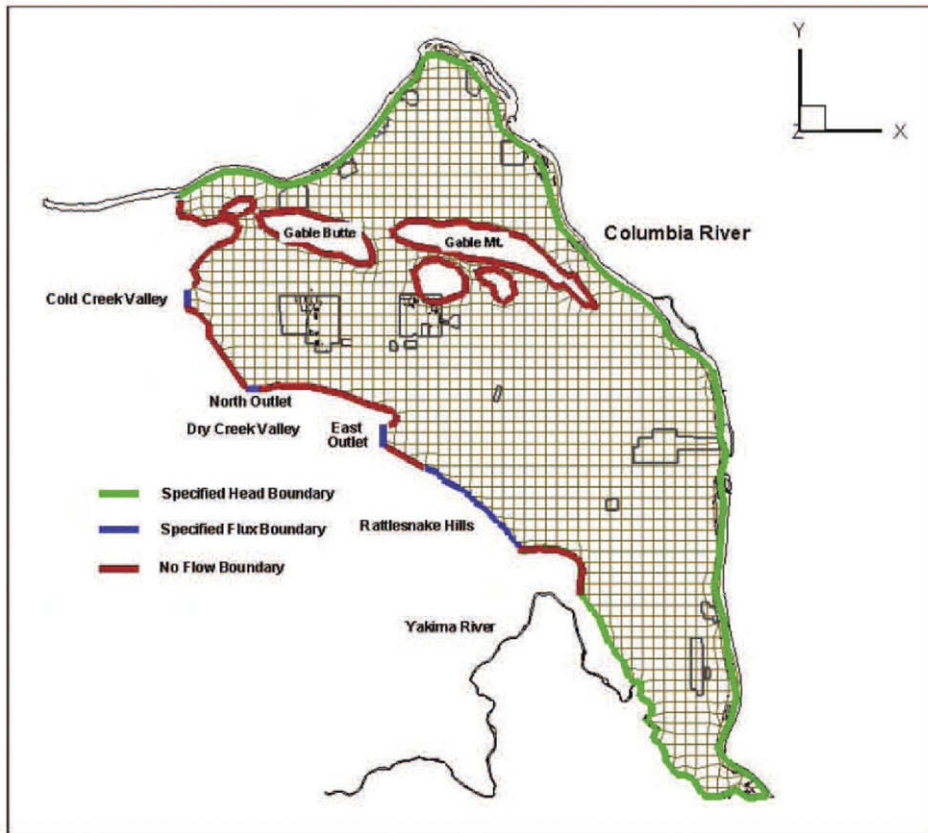 Y
Z
X
Gable Butte
Gable Mt.
Columbia River
Cold Creek Valley
North Outlet
Dry Creek Valley
East
Outlet
Specified Head Boundary
Specified Flux Boundary
Rattlesnake Hills
No Flow Boundary
Yakima River